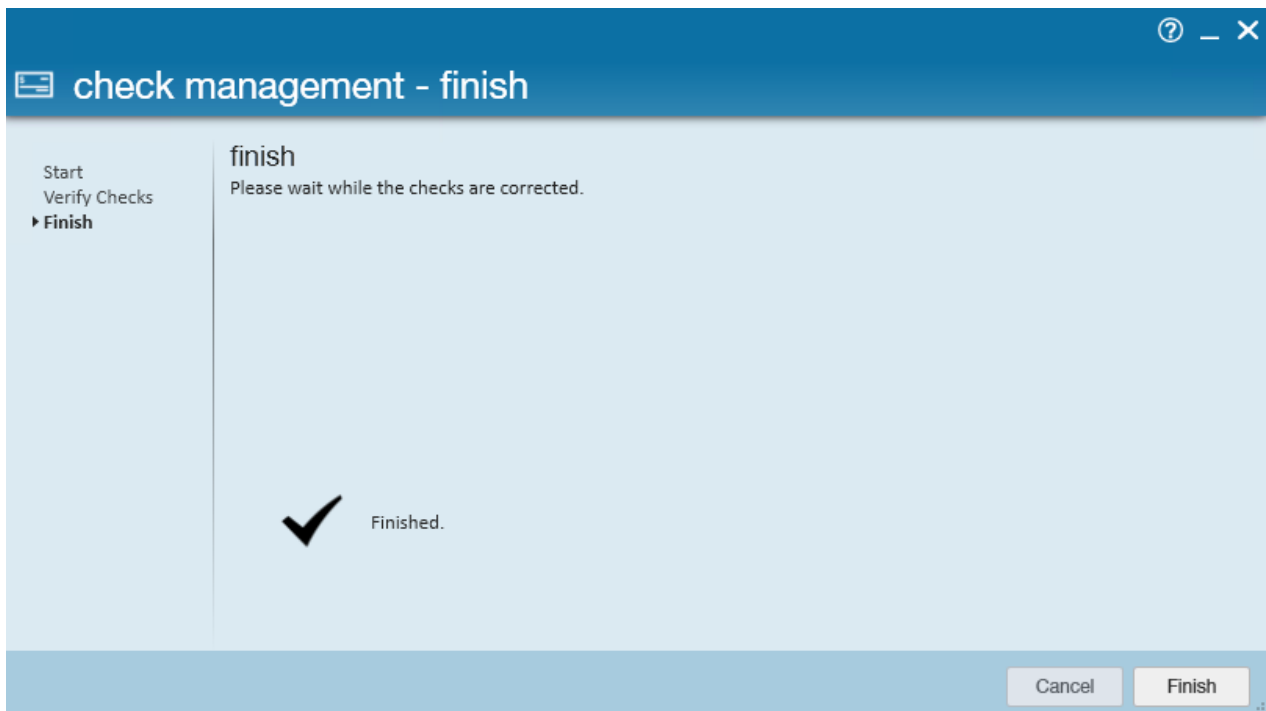 check management - finish
Start
Verify Checks
Finish
finish
Please wait while the checks are corrected.
Finished.
Cancel
Finish